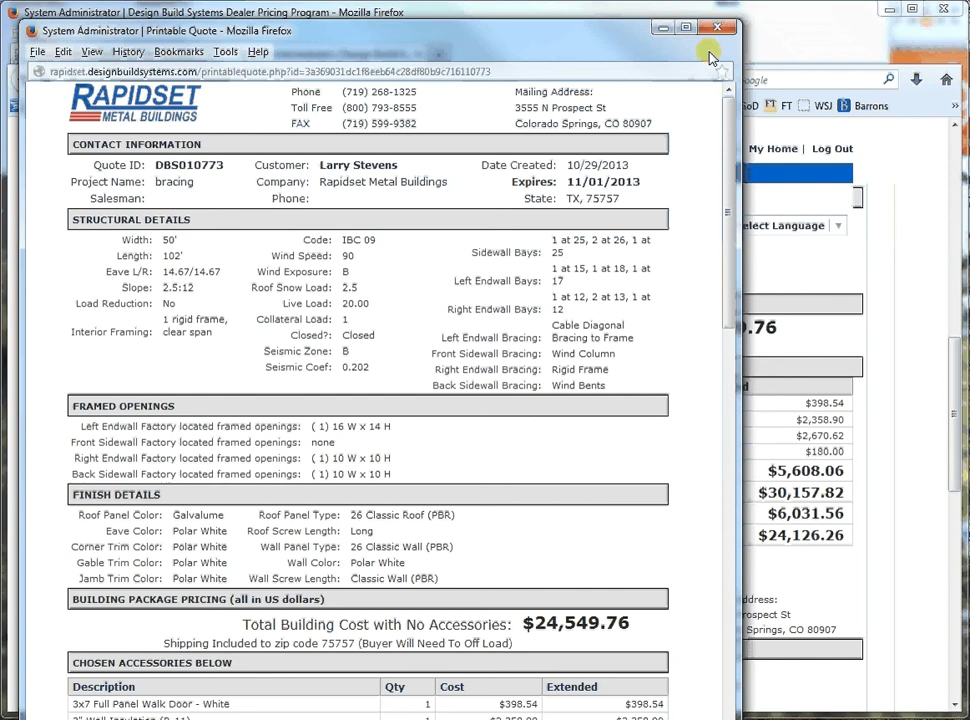 System Administrator | Design Build Systems Dealer Pricing Program - Mozilla Firefox
System Administrator | Printable Quote - Mozilla Firefox
File Edit View History Bookmarks Tools Help
rapidset.designbuildsystems.com/printablequote.php?id=3a369031dc1f8eeb64c28df80b9c716110773
RAPIDSET
METAL BUILDINGS
Phone (719) 268-1325
Toll Free (800) 793-8555
FAX (719) 599-9382
Mailing Address:
3555 N Prospect St
Colorado Springs, CO 80907
CONTACT INFORMATION
Quote ID: DBS010773 Customer: Larry Stevens Date Created: 10/29/2013
Project Name: bracing Company: Rapidset Metal Buildings Expires: 11/01/2013
Salesman: Phone: State: TX, 75757
STRUCTURAL DETAILS
Width: 50'
Length: 102'
Eave L/R: 14.67/14.67
Slope: 2.5:12
Load Reduction: No
Interior Framing: 1 rigid frame,
clear span
Code: IBC 09
Wind Speed: 90
Wind Exposure: B
Roof Snow Load: 2.5
Live Load: 20.00
Collateral Load: 1
Closed?: Closed
Seismic Zone: B
Seismic Coef: 0.202
Sidewall Bays: 1 at 25, 2 at 26, 1 at
25
Left Endwall Bays: 1 at 15, 1 at 18, 1 at
17
Right Endwall Bays: 1 at 12, 2 at 13, 1 at
12
Left Endwall Bracing: Cable Diagonal
Bracing to Frame
Front Sidewall Bracing: Wind Column
Right Endwall Bracing: Rigid Frame
Back Sidewall Bracing: Wind Bents
FRAMED OPENINGS
Left Endwall Factory located framed openings: ( 1) 16 W x 14 H
Front Sidewall Factory located framed openings: none
Right Endwall Factory located framed openings: ( 1) 10 W x 10 H
Back Sidewall Factory located framed openings: ( 1) 10 W x 10 H
FINISH DETAILS
Roof Panel Color: Galvalume Roof Panel Type: 26 Classic Roof (PBR)
Eave Color: Polar White Roof Screw Length: Long
Corner Trim Color: Polar White Wall Panel Type: 26 Classic Wall (PBR)
Gable Trim Color: Polar White Wall Color: Polar White
Jamb Trim Color: Polar White Wall Screw Length: Classic Wall (PBR)
BUILDING PACKAGE PRICING (all in US dollars)
Total Building Cost with No Accessories: $24,549.76
Shipping Included to zip code 75757 (Buyer Will Need To Off Load)
CHOSEN ACCESSORIES BELOW
Description Qty Cost Extended
3x7 Full Panel Walk Door - White 1 $398.54 $398.54
FT WSJ Barrons
My Home | Log Out
elect Language
.76
$398.54
$2,358.90
$2,670.62
$180.00
$5,608.06
$30,157.82
$6,031.56
$24,126.26
ddress:
rospect St
Springs, CO 80907